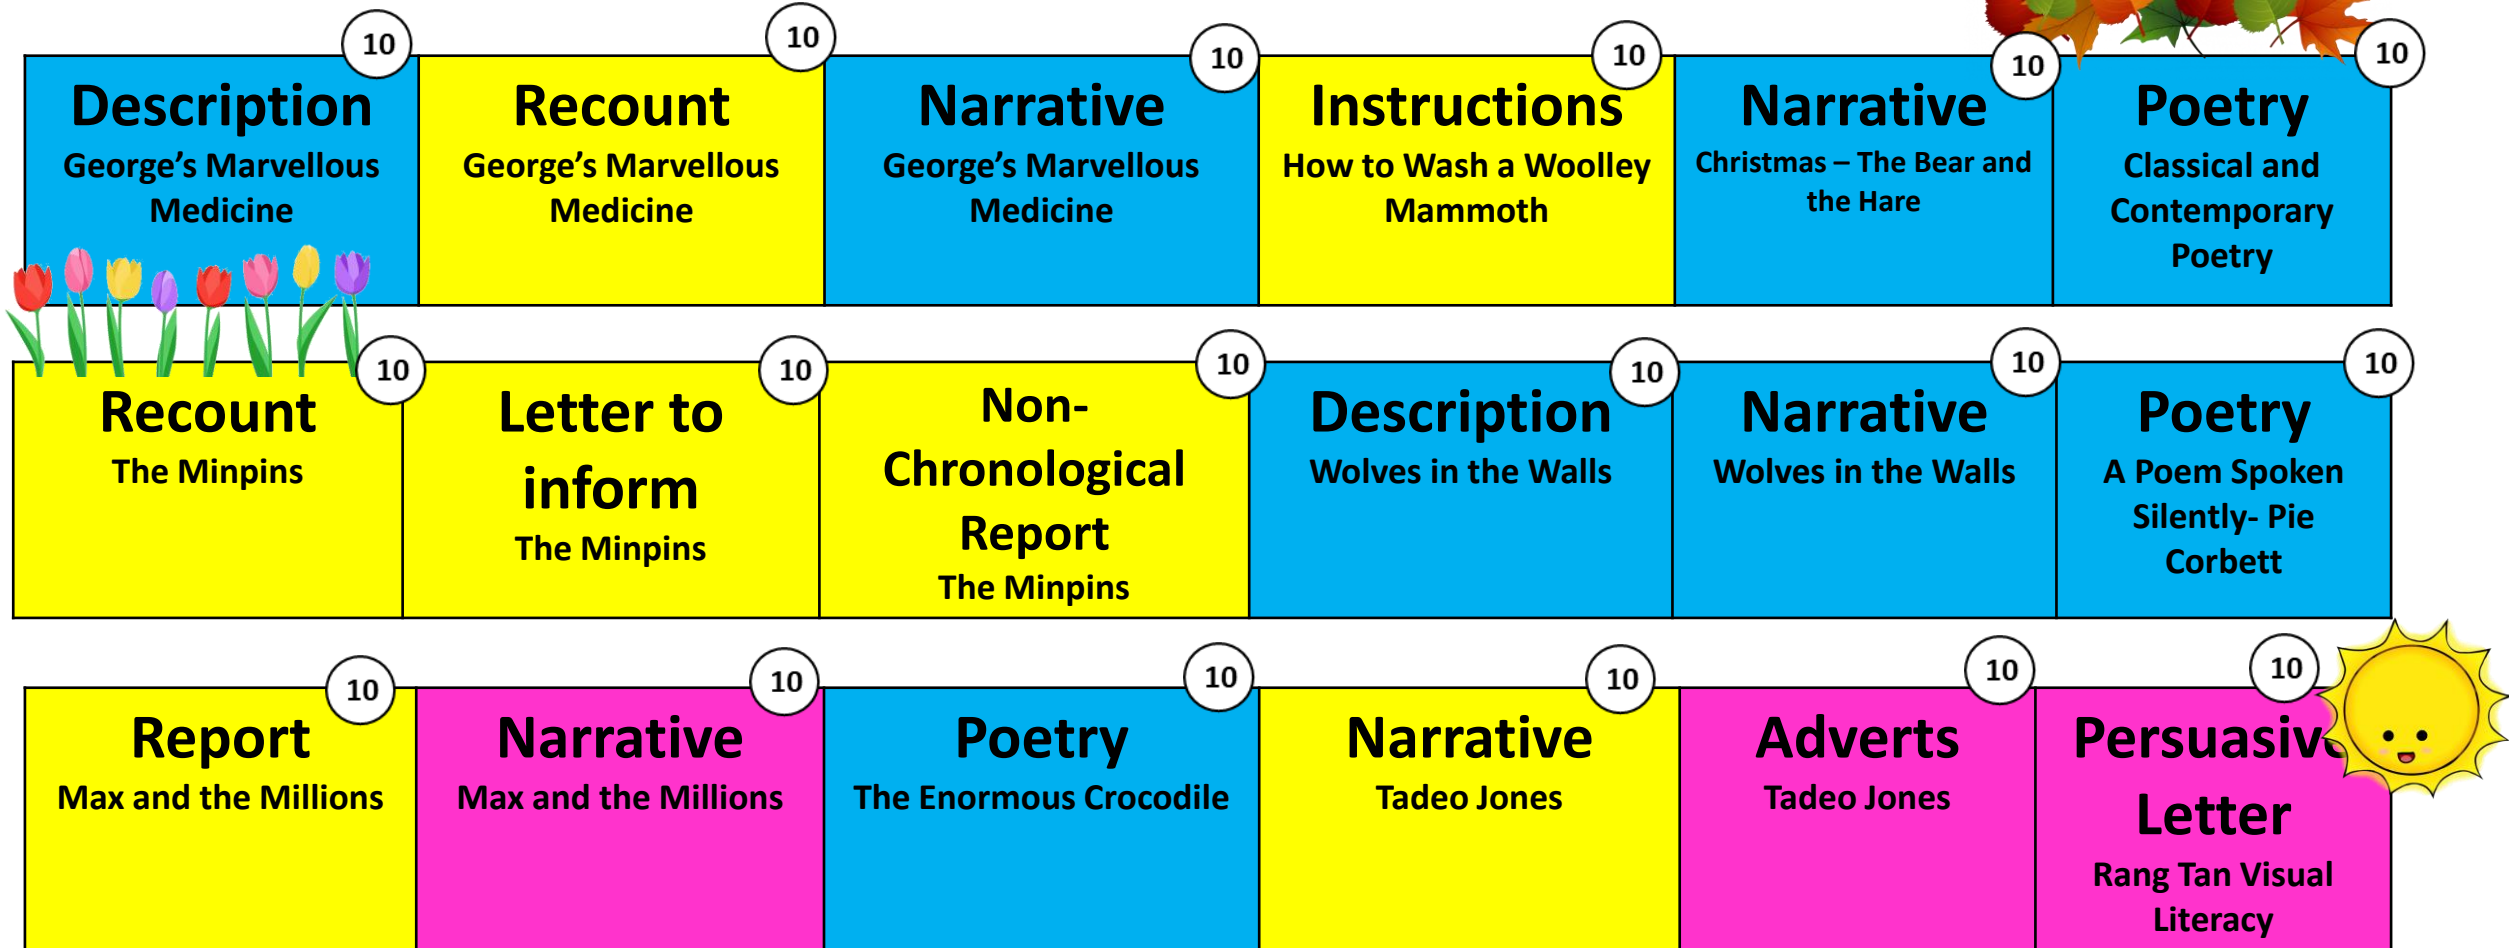 10
Description
George’s Marvellous
Medicine
10
Recount
George’s Marvellous
Medicine
10
Narrative
George’s Marvellous
Medicine
10
Instructions
How to Wash a Woolley
Mammoth
10
Narrative
Christmas – The Bear and
the Hare
10
Poetry
Classical and
Contemporary
Poetry
10
Recount
The Minpins
10
Letter to
inform
The Minpins
10
Non-
Chronological
Report
The Minpins
10
Description
Wolves in the Walls
10
Narrative
Wolves in the Walls
10
Poetry
A Poem Spoken
Silently- Pie
Corbett
10
Report
Max and the Millions
10
Narrative
Max and the Millions
10
Poetry
The Enormous Crocodile
10
Narrative
Tadeo Jones
10
Adverts
Tadeo Jones
10
Persuasive
Letter
Rang Tan Visual
Literacy